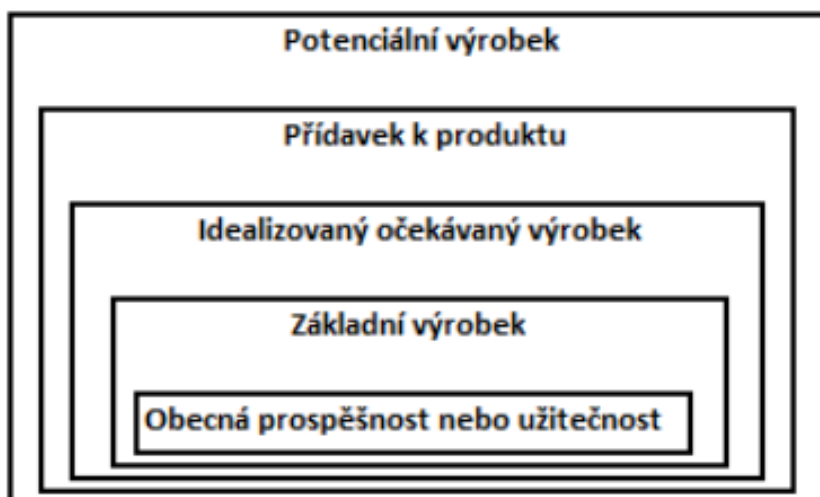 Potenciální výrobek
Přídavek k produktu
Idealizovaný očekávaný výrobek
Základní výrobek
Obecná prospěšnost nebo užitečnost